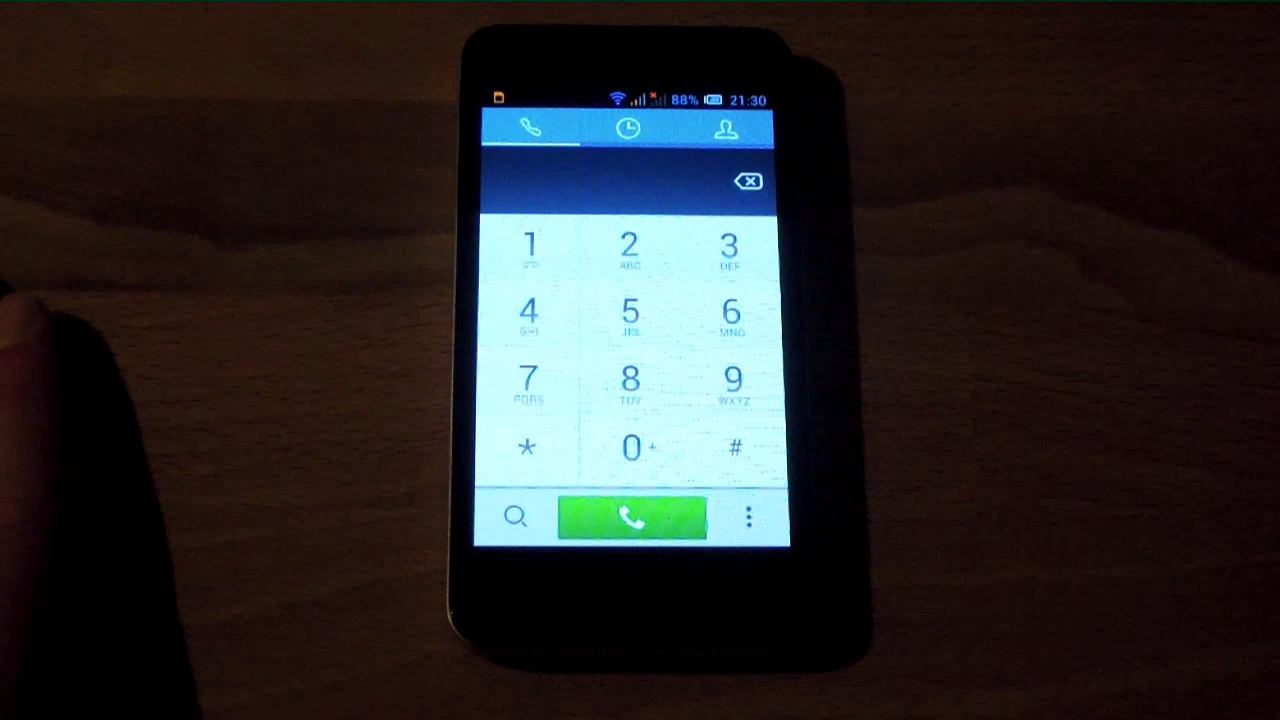 88% 21:30
1 2 3
ABC DEF
4 5 6
GHI JKL MNO
7 8 9
PQRS TUV WXYZ
* 0 + #